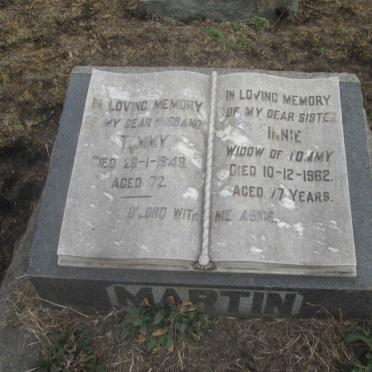 IN LOVING MEMORY
OF MY DEAR HUSBAND
TOMMY
DIED 28-1-1949.
AGED 72.
O'LORD WITH
IN LOVING MEMORY
OF MY DEAR SISTER
INNIE
WIDOW OF TOMMY
DIED 10-12-1962.
AGED 77 YEARS.
ME ABIDE.
MARTIN